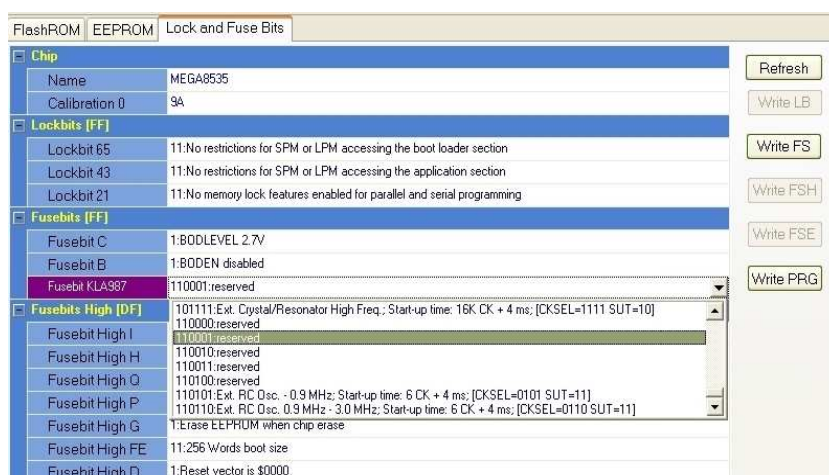 FlashROM EEPROM Lock and Fuse Bits
Chip
Name MEGA8535
Calibration 0 9A
Lockbits [FF]
Lockbit 65 11:No restrictions for SPM or LPM accessing the boot loader section
Lockbit 43 11:No restrictions for SPM or LPM accessing the application section
Lockbit 21 11:No memory lock features enabled for parallel and serial programming
Fusebits [FF]
Fusebit C 1:BODLEVEL 2.7V
Fusebit B 1:BODEN disabled
Fusebit KLA987 110001:reserved
Fusebits High [DF]
101111:Ext. Crystal/Resonator High Freq.; Start-up time: 16K CK + 4 ms; [CKSEL=1111 SUT=10]
110000:reserved
110001:reserved
110010:reserved
110011:reserved
110100:reserved
110101:Ext. RC Osc. - 0.9 MHz; Start-up time: 6 CK + 4 ms; [CKSEL=0101 SUT=11]
110110:Ext. RC Osc. 0.9 MHz - 3.0 MHz; Start-up time: 6 CK + 4 ms; [CKSEL=0110 SUT=11]
Fusebit High I
Fusebit High H
Fusebit High O
Fusebit High P
Fusebit High G 1:Erase EEPROM when chip erase
Fusebit High FE 11:256 Words boot size
Fusebit High D 1:Reset vector is $0000
Refresh
Write LB
Write FS
Write FSH
Write FSE
Write PRG